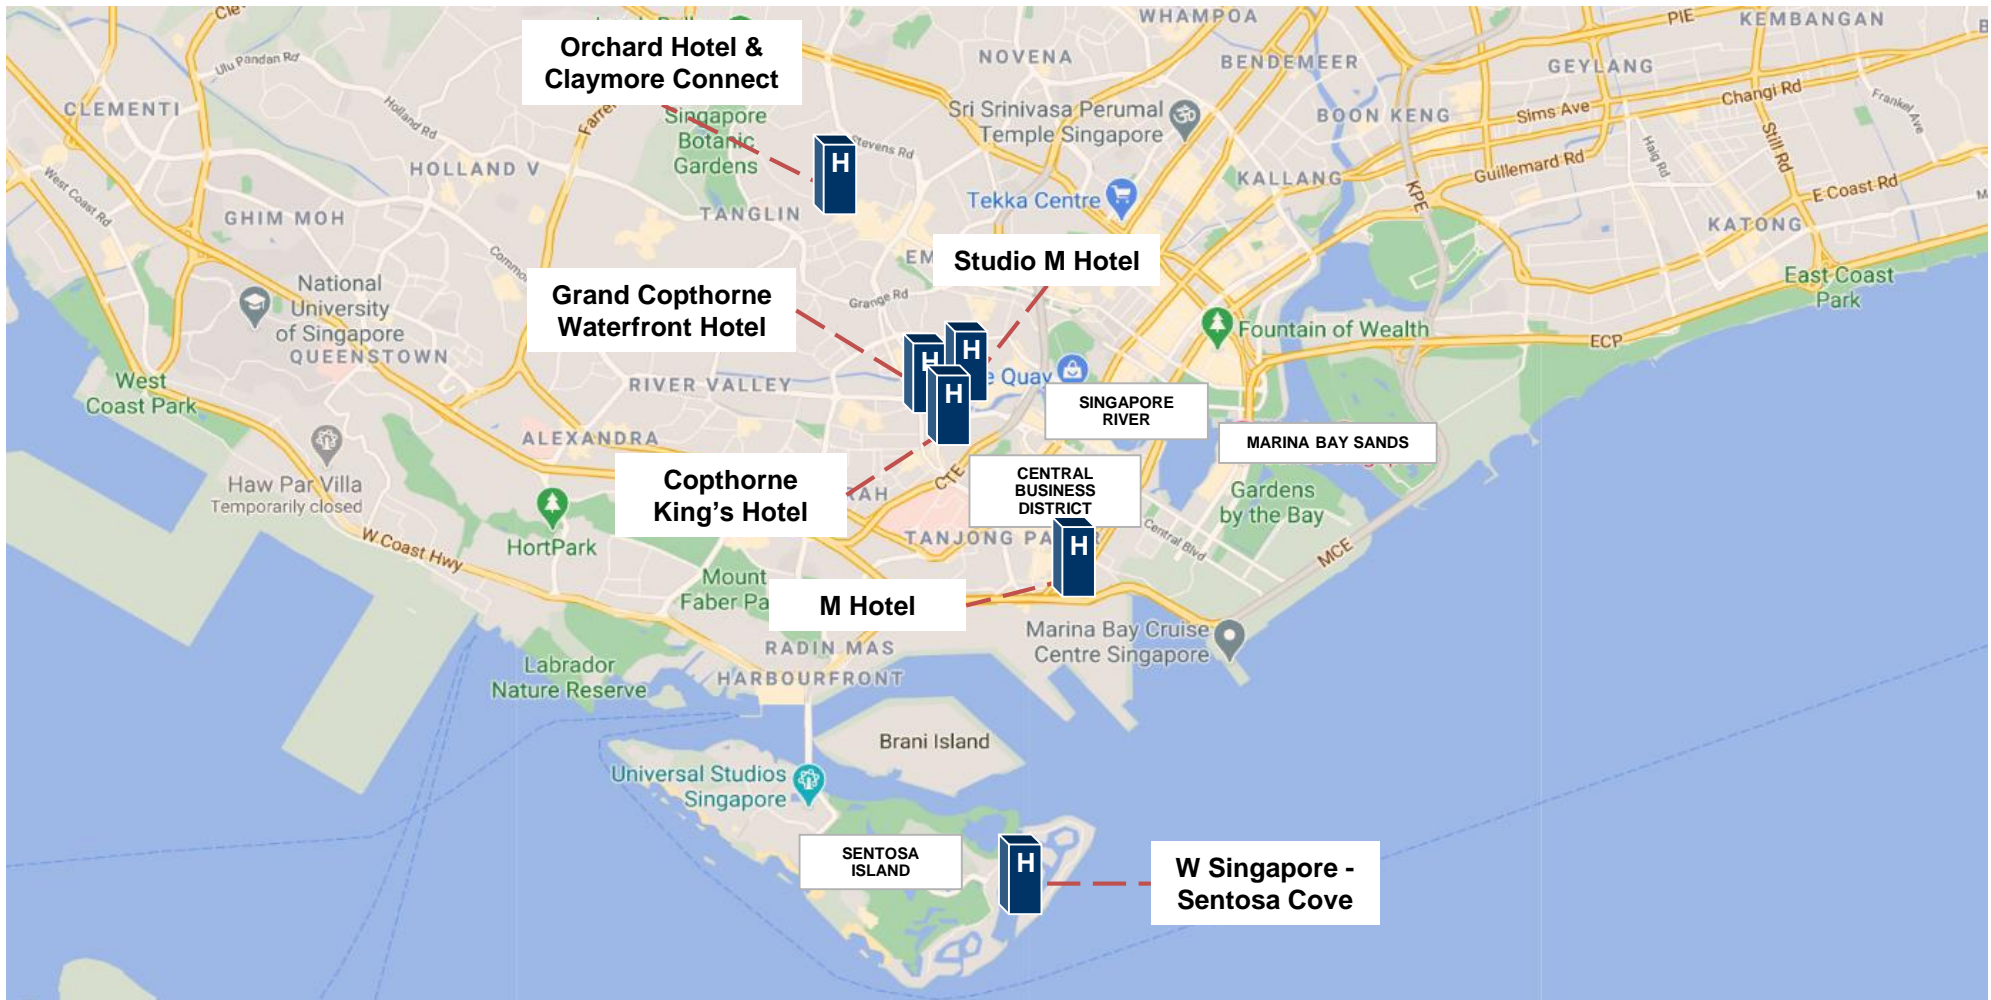 Cle
WHAMPOA
PIE
KEMBANGAN
Orchard Hotel &
Claymore Connect
NOVENA
BENDEMEER
GEYLANG
Ulu Pandan Rd
CLEMENTI
Holland Rd
Farrer
Singapore
Botanic
Gardens
Stevens Rd
H
Sri Srinivasa Perumal
Temple Singapore
BOON KENG
Sims Ave
Changi Rd
Frankel Ave
Still Rd
Haig Rd
Guillemard Rd
E Coast Rd
HOLLAND V
West Coast Rd
KALLANG
KPE
Tekka Centre
TANGLIN
GHIM MOH
KATONG
Studio M Hotel
EM
Grange Rd
East Coast
Park
National
University
of Singapore
QUEENSTOWN
Grand Copthorne
Waterfront Hotel
Fountain of Wealth
ECP
H
H
H
e Quay
RIVER VALLEY
West
Coast Park
SINGAPORE
RIVER
MARINA BAY SANDS
ALEXANDRA
Copthorne
King's Hotel
RAH
CTE
CENTRAL
BUSINESS
DISTRICT
Haw Par Villa
Temporarily closed
Gardens
by the Bay
W Coast Hwy
HortPark
TANJONG PA
R
H
Central Blvd
MCE
Mount
Faber Pa
M Hotel
Marina Bay Cruise
Centre Singapore
RADIN MAS
HARBOURFRONT
Labrador
Nature Reserve
Brani Island
Universal Studios
Singapore
SENTOSA
ISLAND
H
W Singapore -
Sentosa Cove